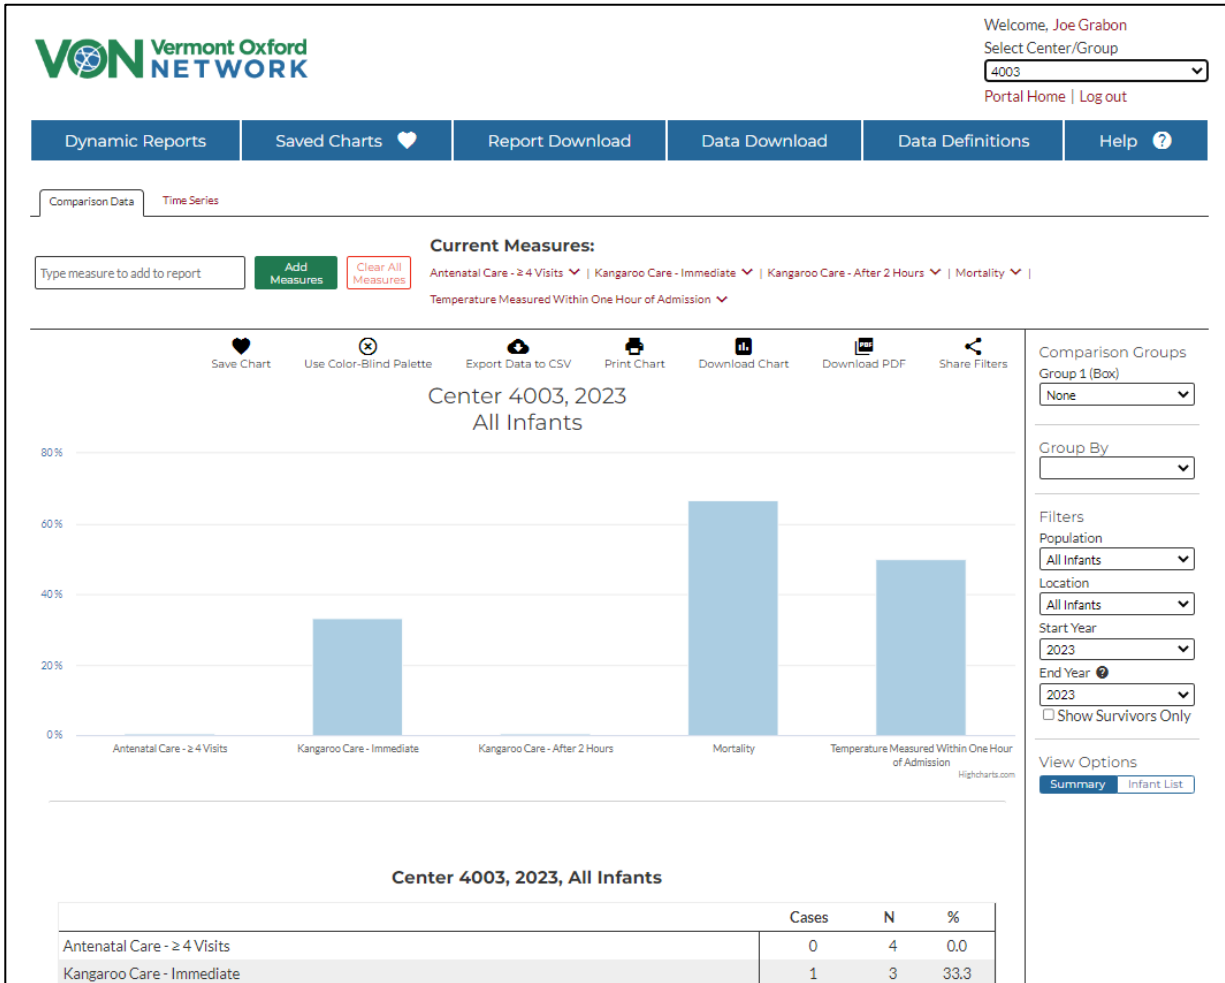 Welcome, Joe Grabon
Select Center/Group
4003
Portal Home | Log out
VON Vermont Oxford
NETWORK
Dynamic Reports
Saved Charts
Report Download
Data Download
Data Definitions
Help ?
Comparison Data
Time Series
Current Measures:
Type measure to add to report
Add
Measures
Clear All
Measures
Antenatal Care - ≥ 4 Visits | Kangaroo Care - Immediate | Kangaroo Care - After 2 Hours | Mortality |
Temperature Measured Within One Hour of Admission
Save Chart
Use Color-Blind Palette
Export Data to CSV
Print Chart
Download Chart
PDF
Download PDF
Share Filters
Center 4003, 2023
All Infants
80%
60%
40%
20%
0%
Antenatal Care - ≥ 4 Visits
Kangaroo Care - Immediate
Kangaroo Care - After 2 Hours
Mortality
Temperature Measured Within One Hour
of Admission
Highcharts.com
Comparison Groups
Group 1 (Box)
None
Group By
Filters
Population
All Infants
Location
All Infants
Start Year
2023
End Year ?
2023
Show Survivors Only
View Options
Summary
Infant List
Center 4003, 2023, All Infants
Cases N %
Antenatal Care - ≥ 4 Visits 0 4 0.0
Kangaroo Care - Immediate 1 3 33.3